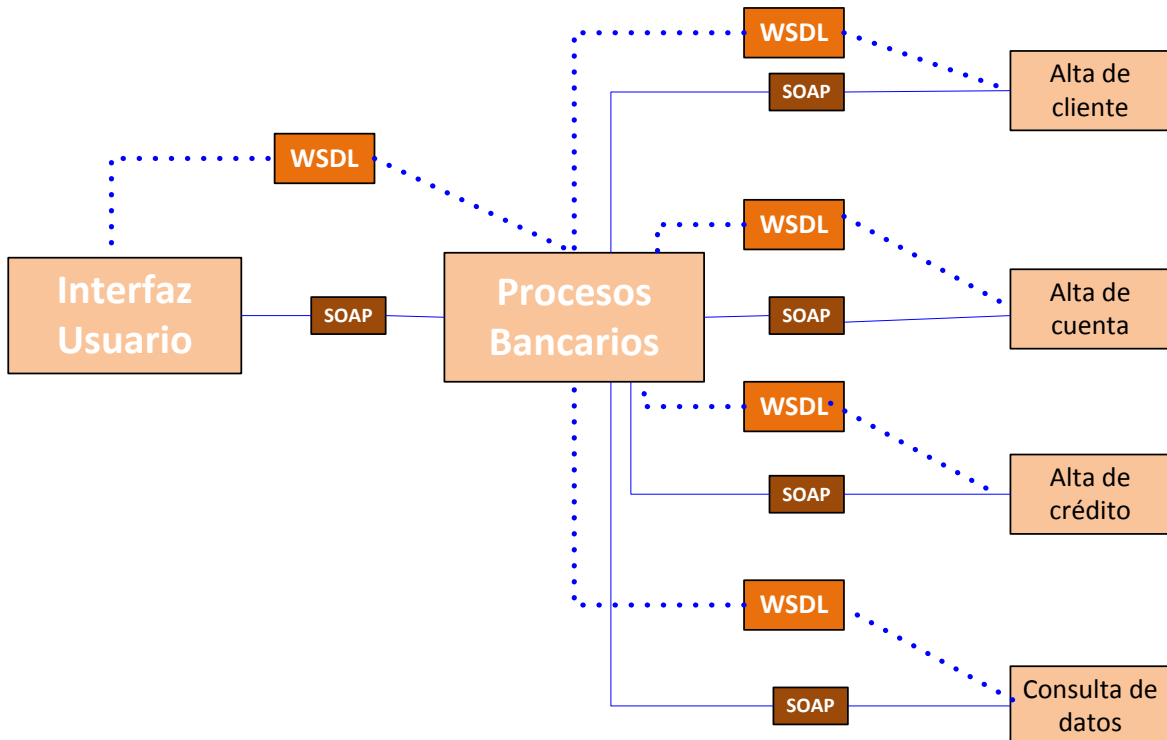 WSDL
SOAP
Alta de
cliente
WSDL
WSDL
Interfaz
Usuario
SOAP
Procesos
Bancarios
SOAP
Alta de
cuenta
WSDL
SOAP
Alta de
crédito
WSDL
SOAP
Consulta de
datos